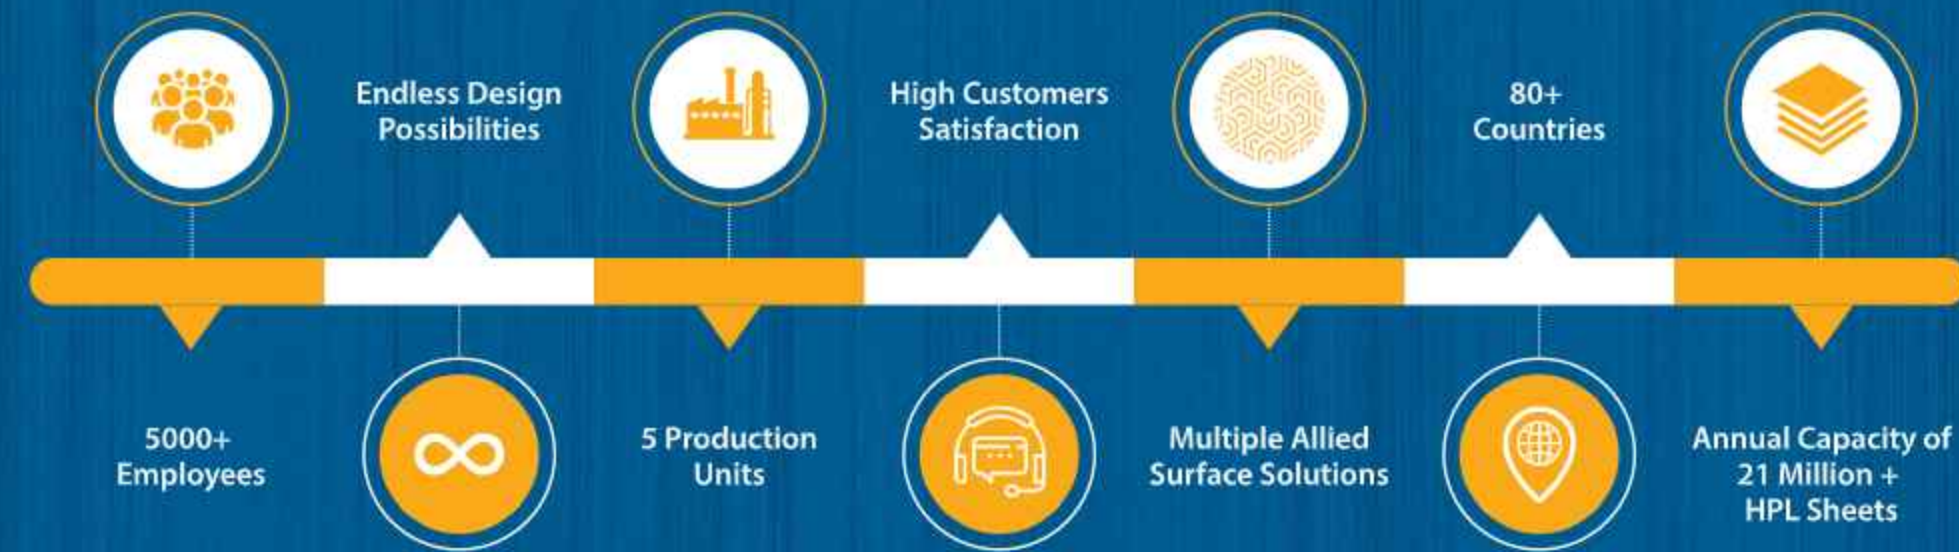 Endless Design
Possibilities
High Customers
Satisfaction
80+
Countries
5000+
Employees
5 Production
Units
Multiple Allied
Surface Solutions
Annual Capacity of
21 Million +
HPL Sheets